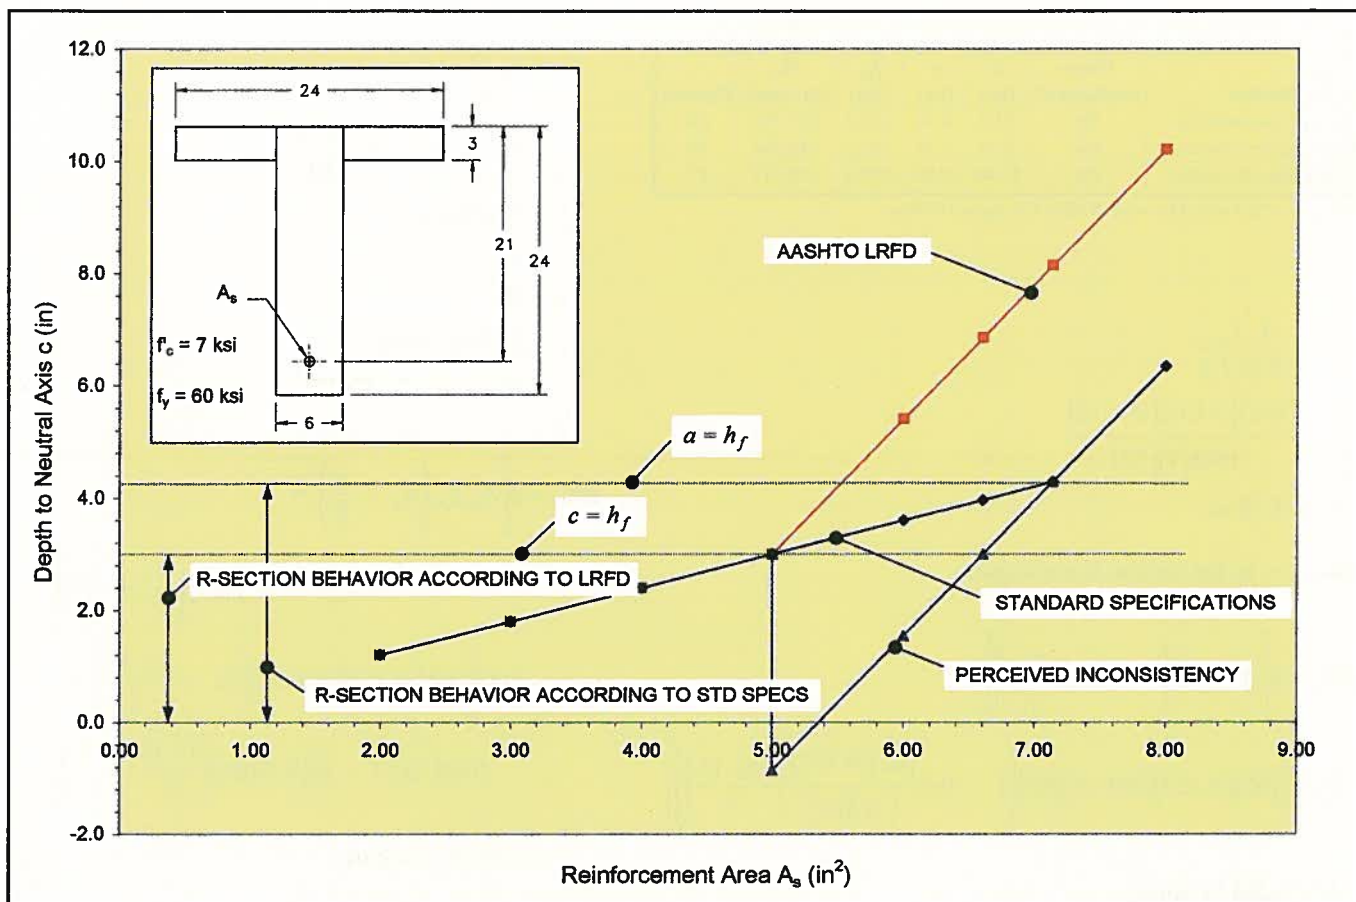 12.0
10.0
8.0
6.0
4.0
2.0
0.0
-2.0
Depth to Neutral Axis c (in)
24
3
21
24
A_s
f'_c = 7 ksi
f_y = 60 ksi
6
AASHTO LRFD
a = h_f
c = h_f
R-SECTION BEHAVIOR ACCORDING TO LRFD
STANDARD SPECIFICATIONS
PERCEIVED INCONSISTENCY
R-SECTION BEHAVIOR ACCORDING TO STD SPECS
0.00 1.00 2.00 3.00 4.00 5.00 6.00 7.00 8.00 9.00
Reinforcement Area A_s (in²)